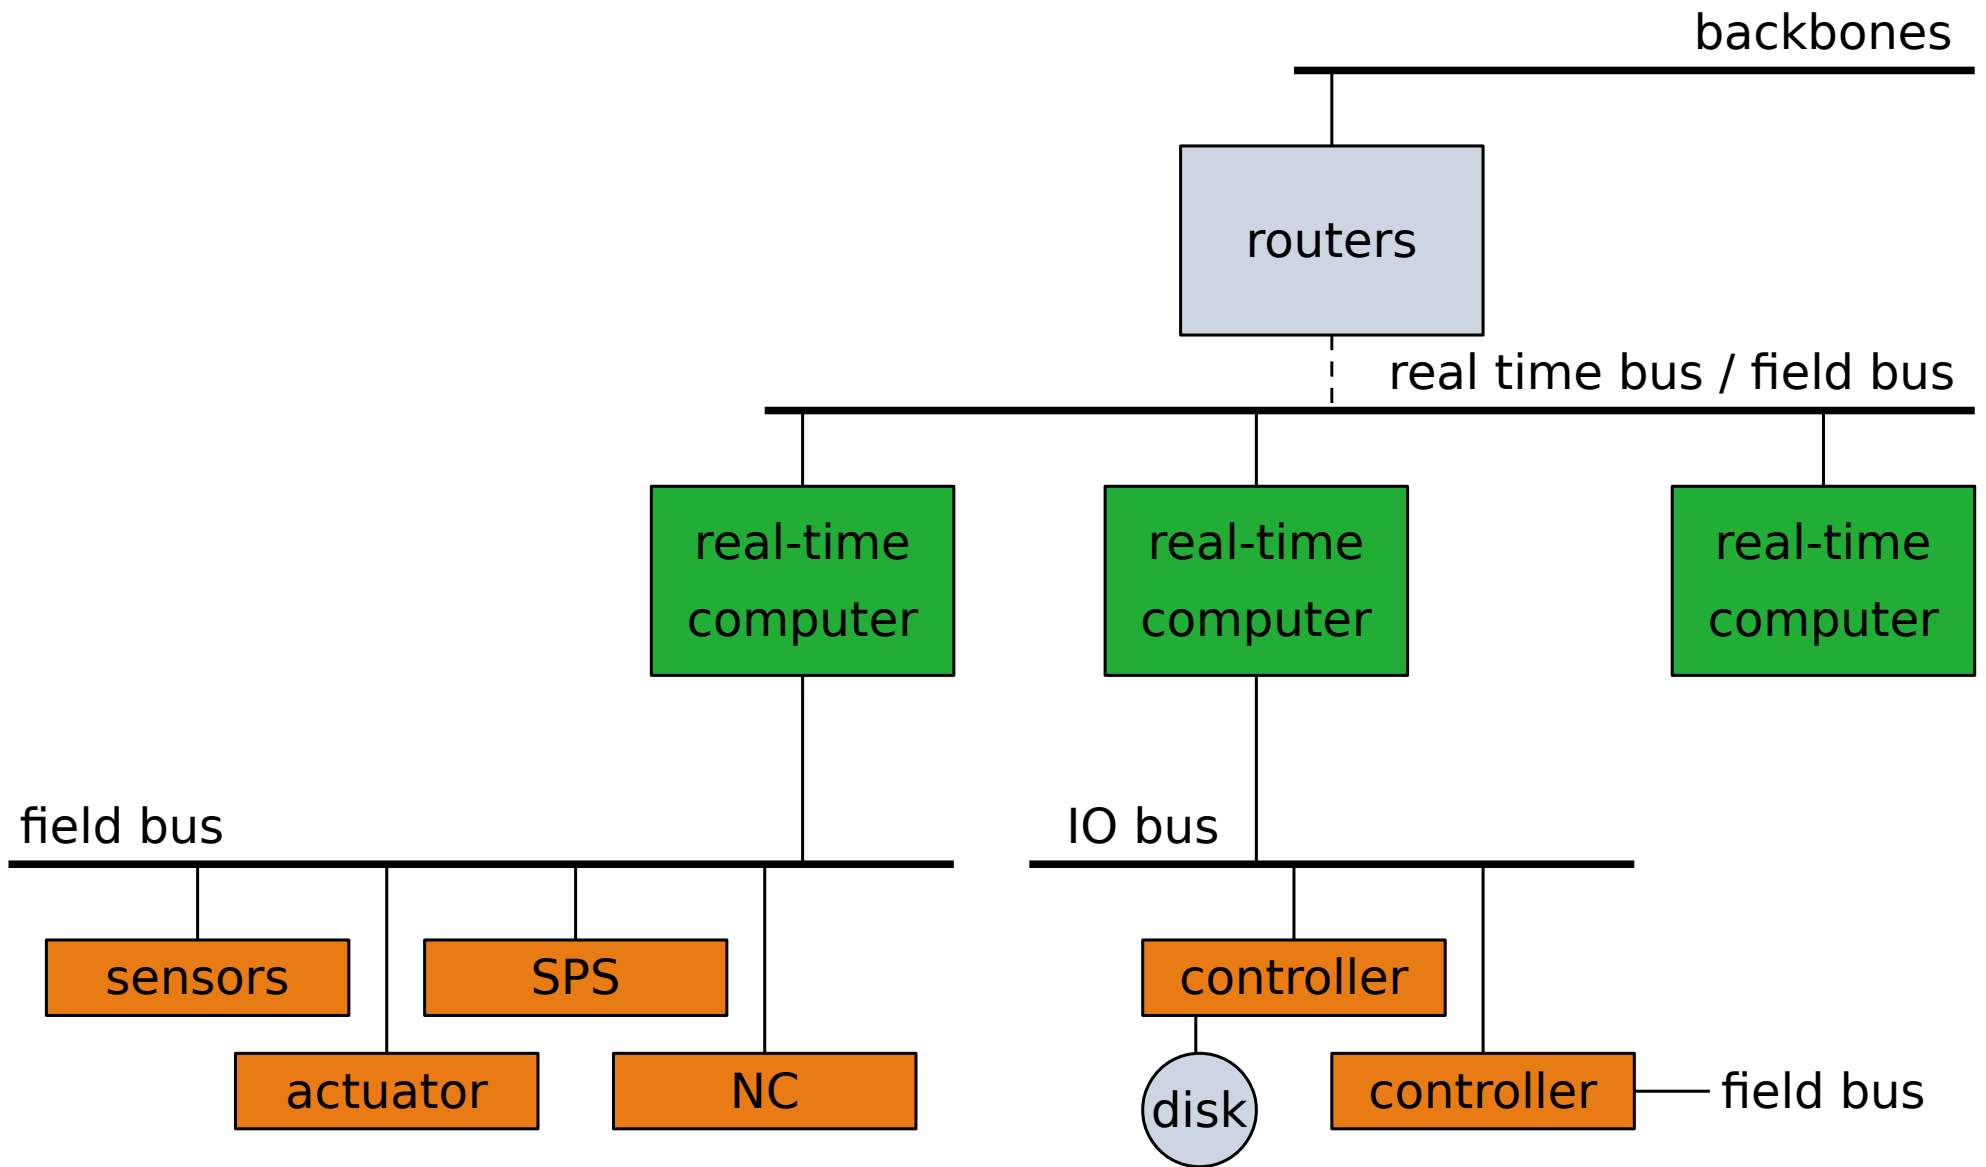 backbones
routers
real time bus / field bus
real-time
computer
real-time
computer
real-time
computer
field bus
IO bus
sensors
SPS
actuator
NC
controller
disk
controller
field bus